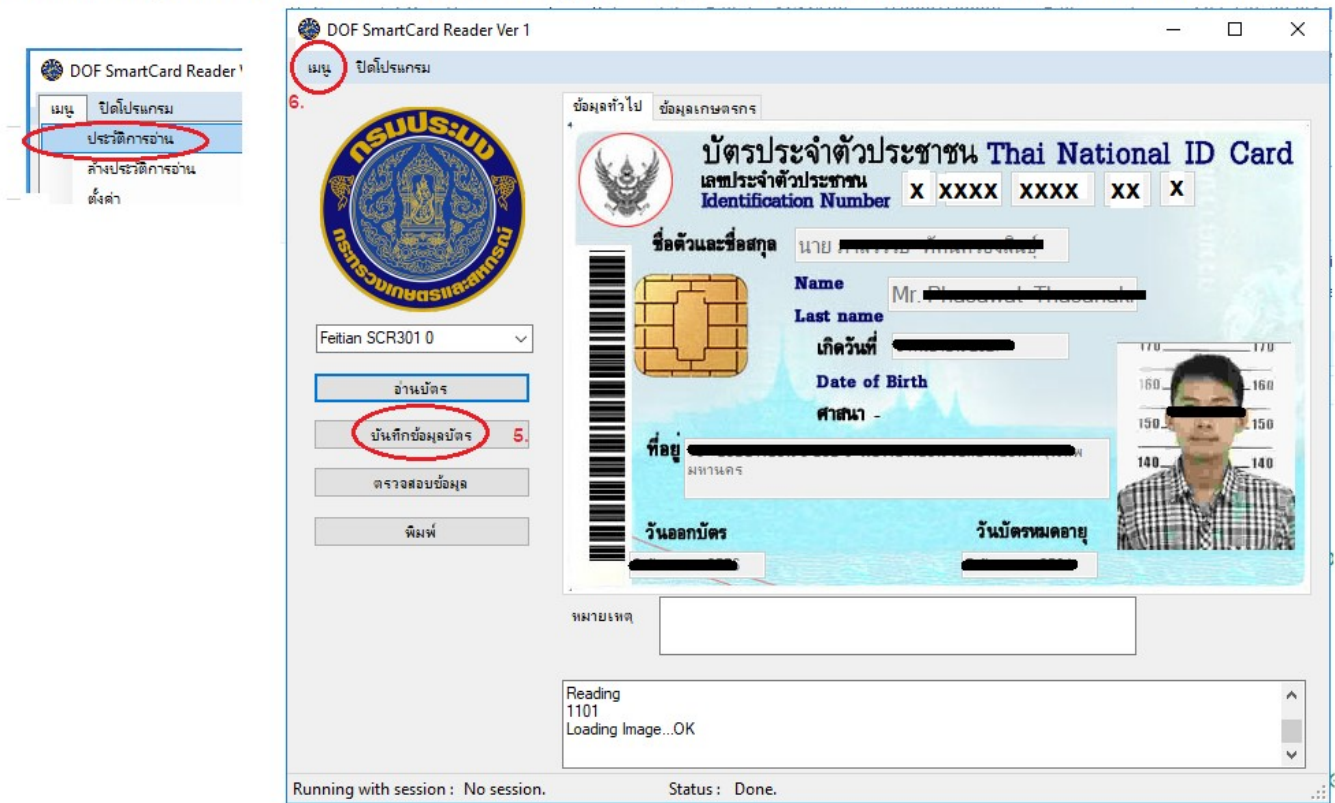 DOF SmartCard Reader
เมนู ปิดโปรแกรม
ประวัติการอ่าน
ล้างประวัติการอ่าน
ตั้งค่า
DOF SmartCard Reader Ver 1
เมนู ปิดโปรแกรม
6.
กรมประมง
กระทรวงเกษตรและสหกรณ์
Feitian SCR301 0
อ่านบัตร
บันทึกข้อมูลบัตร 5.
ตรวจสอบข้อมูล
พิมพ์
ข้อมูลทั่วไป ข้อมูลเกษตรกร
บัตรประจำตัวประชาชน Thai National ID Card
เลขประจำตัวประชาชน
Identification Number X XXXX XXXX XX X
ชื่อตัวและชื่อสกุล นาย
Name Mr.
Last name
เกิดวันที่
Date of Birth
ศาสนา -
ที่อยู่
มหานคร
170 170
160 160
150 150
140 140
วันออกบัตร วันบัตรหมดอายุ
หมายเหตุ
Reading
1101
Loading Image...OK
Running with session : No session. Status : Done.